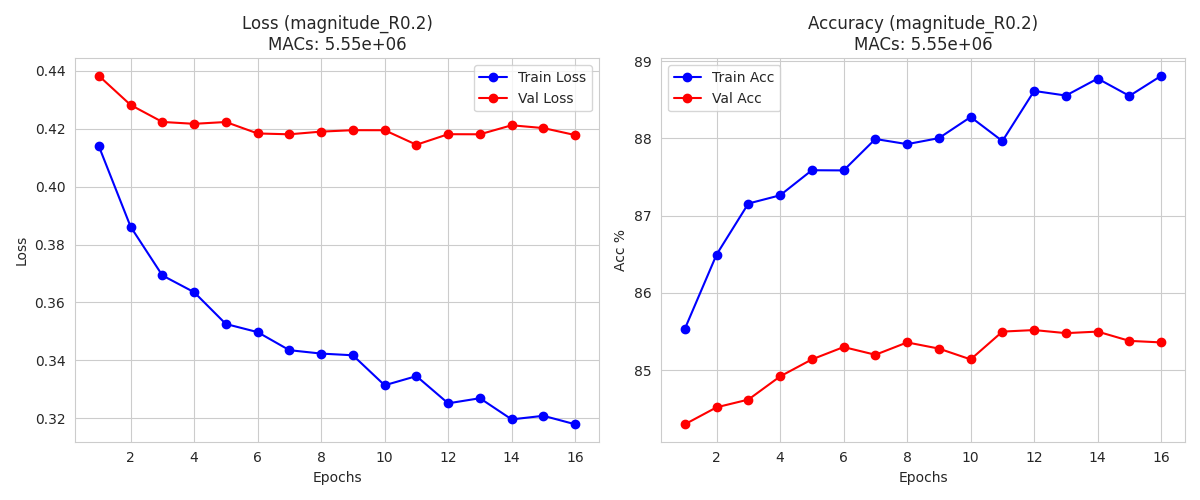 Loss (magnitude_R0.2)
MACs: 5.55e+06
Train Loss
Val Loss
0.44
0.42
0.40
0.38
0.36
0.34
0.32
Loss
2 4 6 8 10 12 14 16
Epochs
Accuracy (magnitude_R0.2)
MACs: 5.55e+06
Train Acc
Val Acc
89
88
87
86
85
Acc %
2 4 6 8 10 12 14 16
Epochs